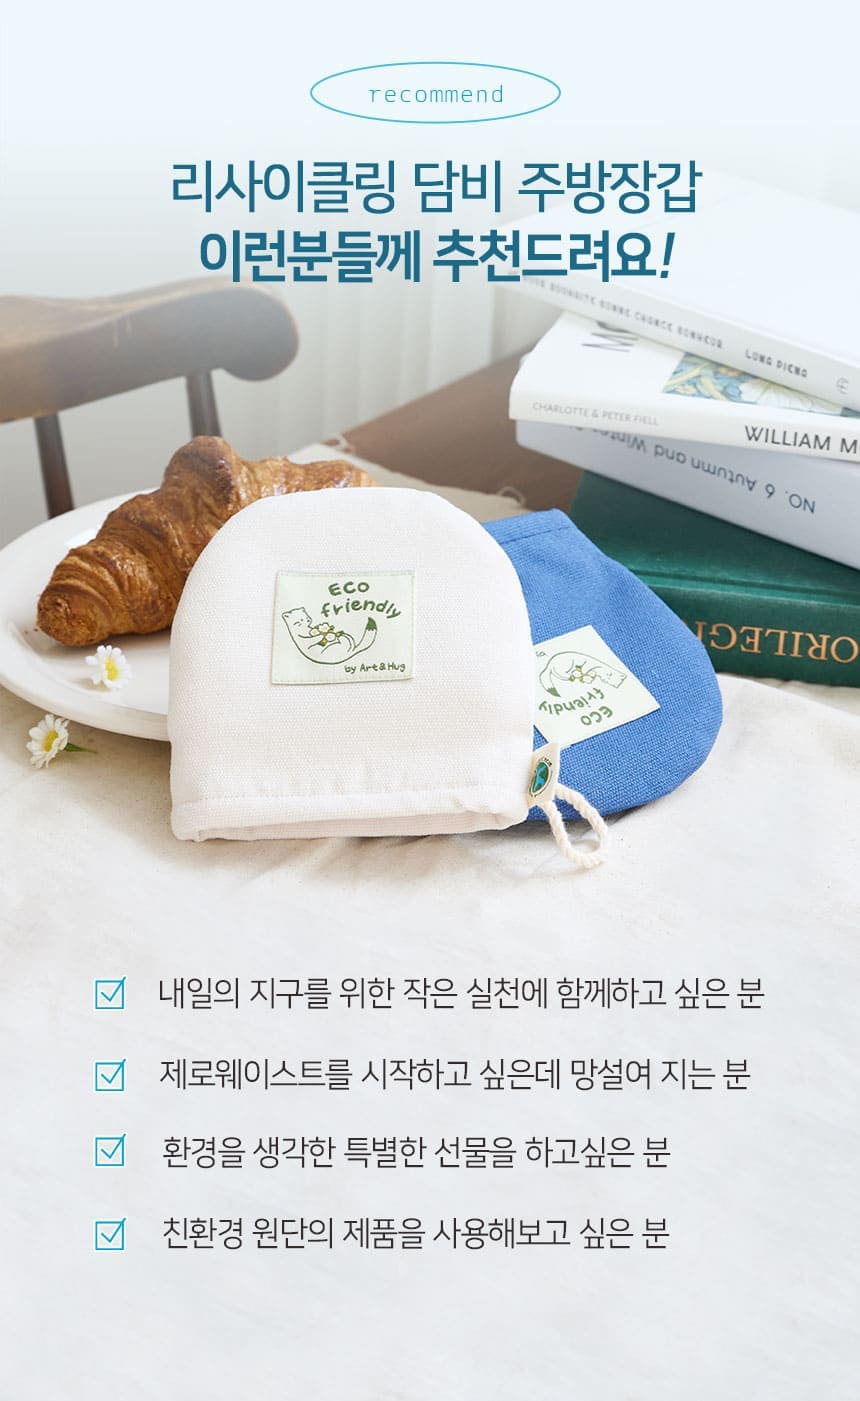 recommend
리사이클링 담비 주방장갑
이런분들께 추천드려요!
LONG PIENG
CHARLOTTE & PETER FIELL
WILLIAM M
NO. 6 Autumn and Winter
ORILEGI
ECO
friendly
by Art&Hug
ECO
friendly
내일의 지구를 위한 작은 실천에 함께하고 싶은 분
제로웨이스트를 시작하고 싶은데 망설여 지는 분
환경을 생각한 특별한 선물을 하고싶은 분
친환경 원단의 제품을 사용해보고 싶은 분